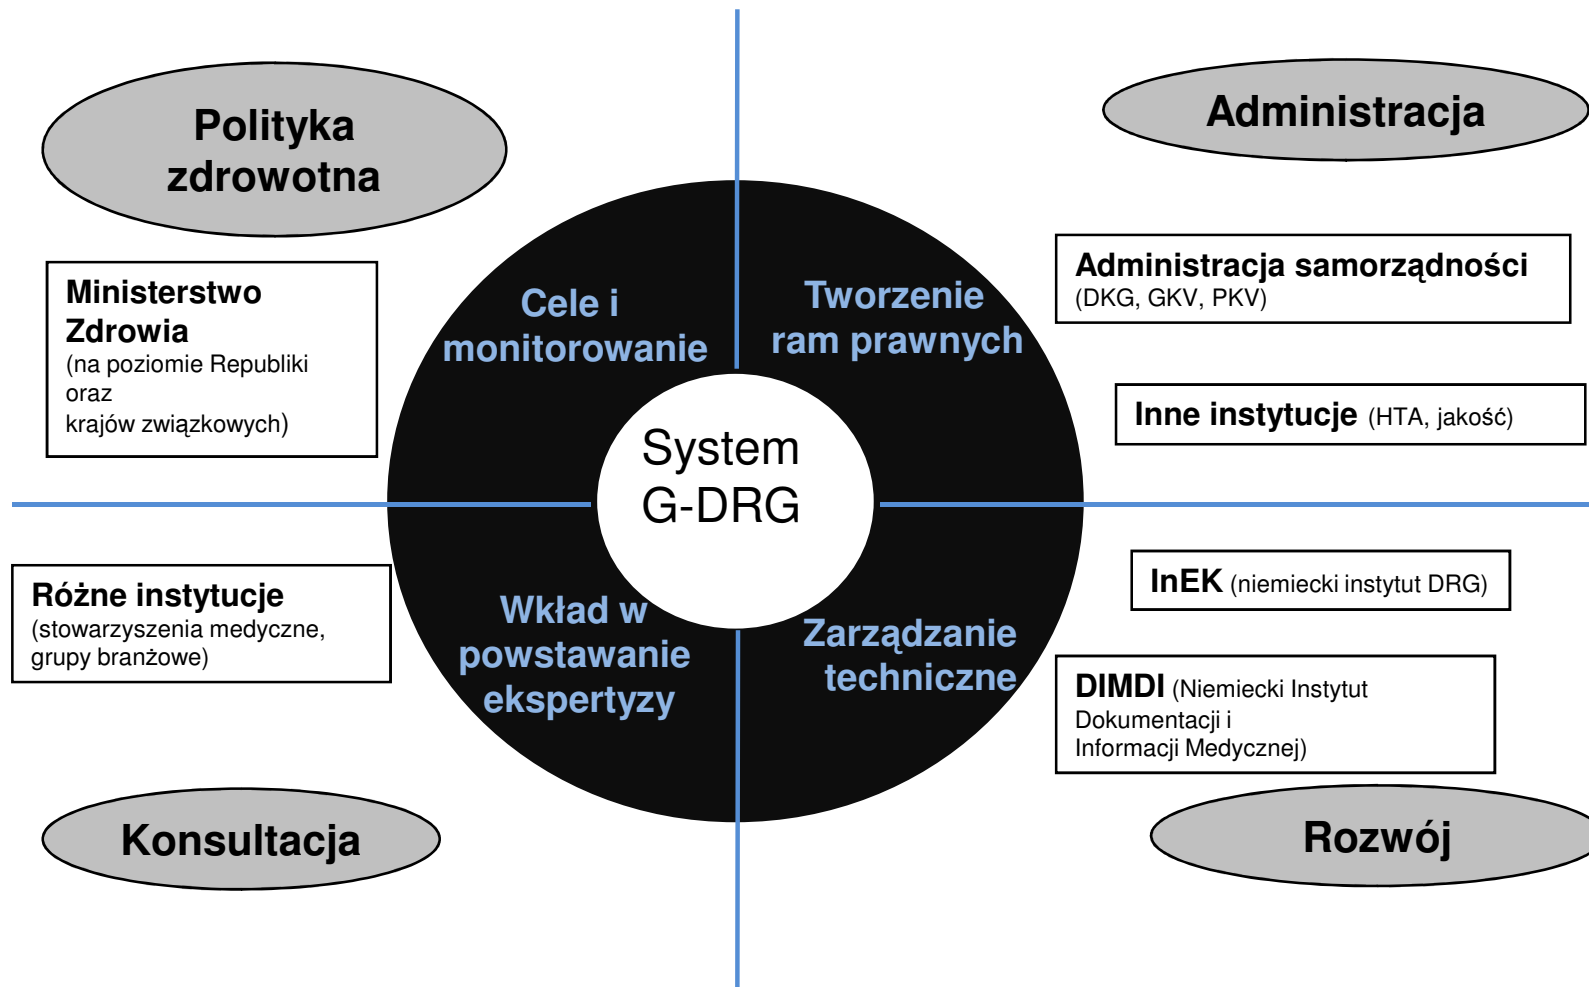 Polityka
zdrowotna
Administracja
Ministerstwo
Zdrowia
(na poziomie Republiki
oraz
krajów związkowych)
Administracja samorządności
(DKG, GKV, PKV)
Inne instytucje (HTA, jakość)
Cele i
monitorowanie
Tworzenie
ram prawnych
System
G-DRG
Wkład w
powstawanie
ekspertyzy
Zarządzanie
techniczne
Różne instytucje
(stowarzyszenia medyczne,
grupy branżowe)
InEK (niemiecki instytut DRG)
DIMDI (Niemiecki Instytut
Dokumentacji i
Informacji Medycznej)
Konsultacja
Rozwój